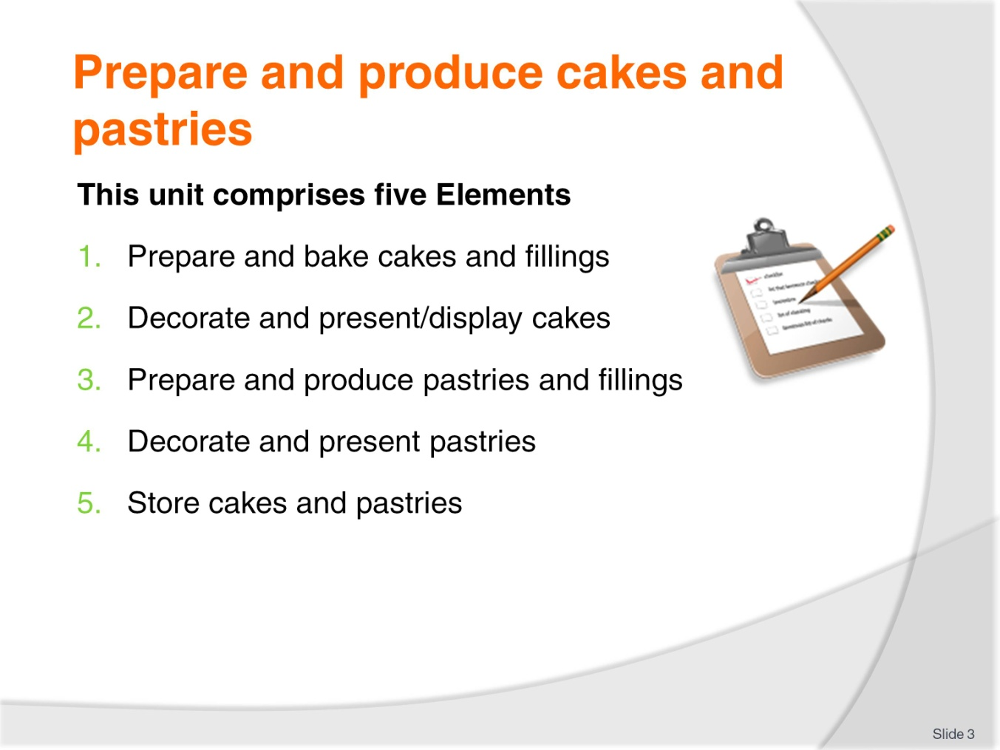 Prepare and produce cakes and
pastries
This unit comprises five Elements
1. Prepare and bake cakes and fillings
2. Decorate and present/display cakes
3. Prepare and produce pastries and fillings
4. Decorate and present pastries
5. Store cakes and pastries
checklist
Slide 3